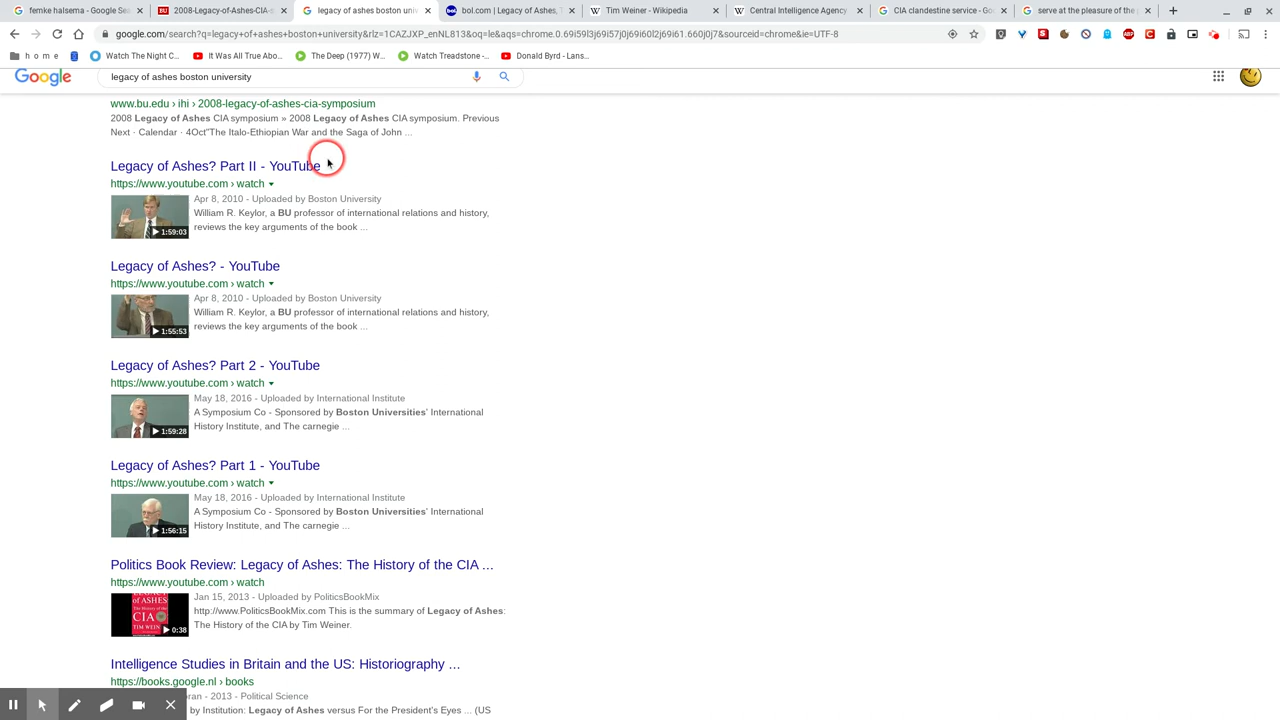 femke halsema - Google Sea
2008-Legacy-of-Ashes-CIA-s
legacy of ashes boston univ
bol.com | Legacy of Ashes, T
Tim Weiner - Wikipedia
Central Intelligence Agency
CIA clandestine service - Goo
serve at the pleasure of the p
google.com/search?q=legacy+of+ashes+boston+university&rlz=1CAZJXP_enNL813&oq=le&aqs=chrome.0.69i59l3j69i57j0j69i60l2j69i61.660j0j7&sourceid=chrome&ie=UTF-8
h o m e
Watch The Night C...
It Was All True Abo...
The Deep (1977) W...
Watch Treadstone -...
Donald Byrd - Lans...
Google
legacy of ashes boston university
www.bu.edu › ihi › 2008-legacy-of-ashes-cia-symposium
2008 Legacy of Ashes CIA symposium » 2008 Legacy of Ashes CIA symposium. Previous
Next · Calendar · 4Oct"The Italo-Ethiopian War and the Saga of John ...
Legacy of Ashes? Part II - YouTube
https://www.youtube.com › watch
Apr 8, 2010 - Uploaded by Boston University
William R. Keylor, a BU professor of international relations and history,
reviews the key arguments of the book ...
1:59:03
Legacy of Ashes? - YouTube
https://www.youtube.com › watch
Apr 8, 2010 - Uploaded by Boston University
William R. Keylor, a BU professor of international relations and history,
reviews the key arguments of the book ...
1:55:53
Legacy of Ashes? Part 2 - YouTube
https://www.youtube.com › watch
May 18, 2016 - Uploaded by International Institute
A Symposium Co - Sponsored by Boston Universities' International
History Institute, and The carnegie ...
1:59:28
Legacy of Ashes? Part 1 - YouTube
https://www.youtube.com › watch
May 18, 2016 - Uploaded by International Institute
A Symposium Co - Sponsored by Boston Universities' International
History Institute, and The carnegie ...
1:56:15
Politics Book Review: Legacy of Ashes: The History of the CIA ...
https://www.youtube.com › watch
Jan 15, 2013 - Uploaded by PoliticsBookMix
http://www.PoliticsBookMix.com This is the summary of Legacy of Ashes:
The History of the CIA by Tim Weiner.
OF ASHES
CIA
TIM WEIN
0:38
Intelligence Studies in Britain and the US: Historiography ...
https://books.google.nl › books
oran - 2013 - Political Science
by Institution: Legacy of Ashes versus For the President's Eyes ... (US